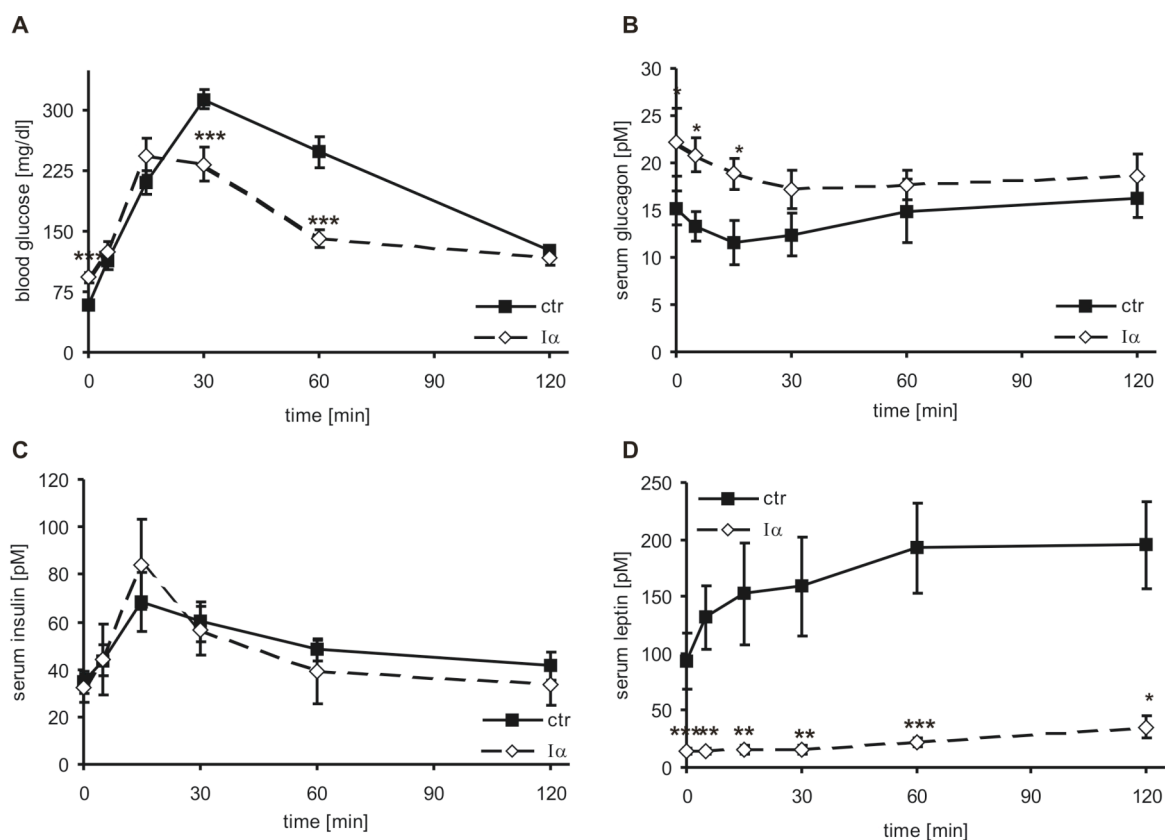 A
blood glucose [mg/dl]
300
225
150
75
0
***
***
***
ctr
Iα
0 30 60 90 120
time [min]
B
serum glucagon [pM]
30
25
20
15
10
5
0
*
*
*
ctr
Iα
0 30 60 90 120
time [min]
C
serum insulin [pM]
120
100
80
60
40
20
0
ctr
Iα
0 30 60 90 120
time [min]
D
serum leptin [pM]
250
200
150
100
50
0
ctr
Iα
*** ** ** ** *** *
0 30 60 90 120
time [min]